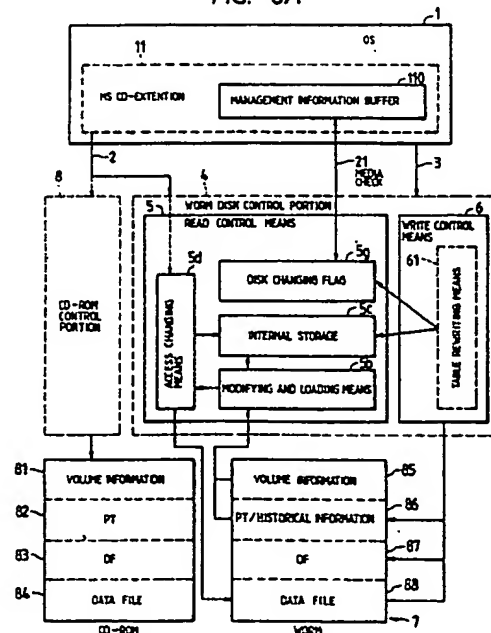 FIG. 6A
1
OS
11
110
MS CD-EXTENTION
MANAGEMENT INFORMATION BUFFER
2
21
3
MEDIA CHECK
8
4
WORM DISK CONTROL PORTION
5
READ CONTROL MEANS
6
WRITE CONTROL MEANS
5d
5g
61
DISK CHANGING FLAG
CD-ROM CONTROL PORTION
ACCESS CHANGING MEANS
5c
INTERNAL STORAGE
TABLE REWRITING MEANS
5b
MODIFYING AND LOADING MEANS
81
VOLUME INFORMATION
VOLUME INFORMATION
85
82
PT
PT/HISTORICAL INFORMATION
86
83
DF
DF
87
84
DATA FILE
DATA FILE
88
7
CD-ROM
WORM